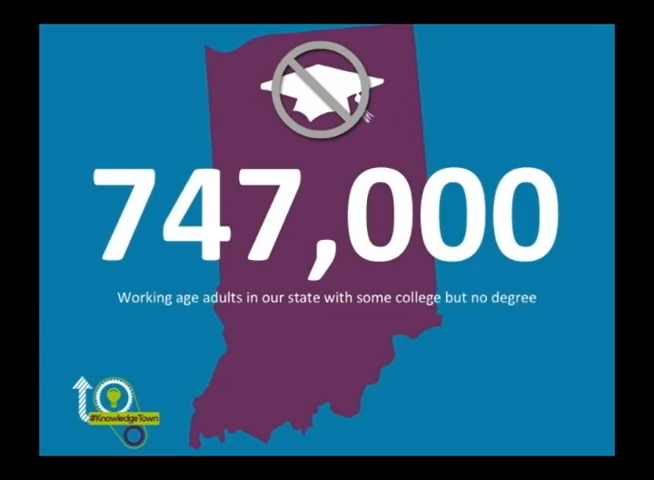 747,000
Working age adults in our state with some college but no degree
#KnowledgeTown